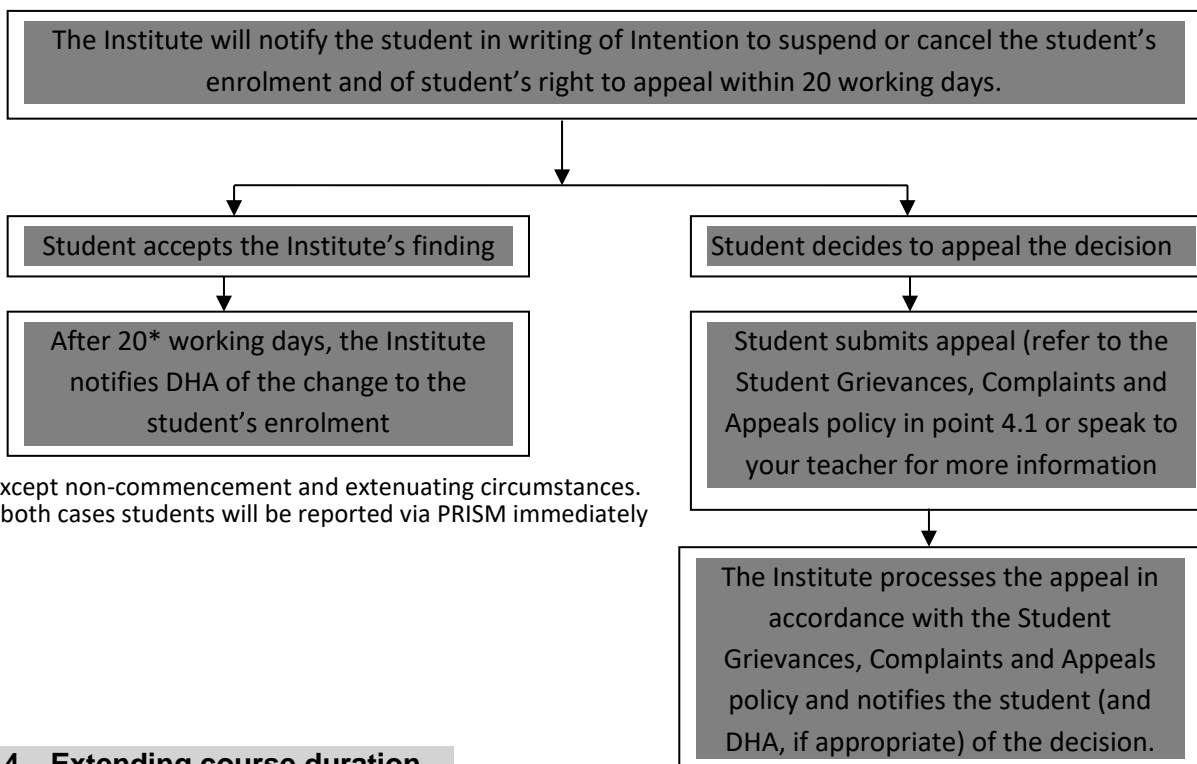 The Institute will notify the student in writing of Intention to suspend or cancel the student’s
enrolment and of student’s right to appeal within 20 working days.
Student accepts the Institute’s finding
Student decides to appeal the decision
After 20* working days, the Institute
notifies DHA of the change to the
student’s enrolment
Student submits appeal (refer to the
Student Grievances, Complaints and
Appeals policy in point 4.1 or speak to
your teacher for more information
xcept non-commencement and extenuating circumstances.
both cases students will be reported via PRISM immediately
The Institute processes the appeal in
accordance with the Student
Grievances, Complaints and Appeals
policy and notifies the student (and
DHA, if appropriate) of the decision.
4 Extending course duration